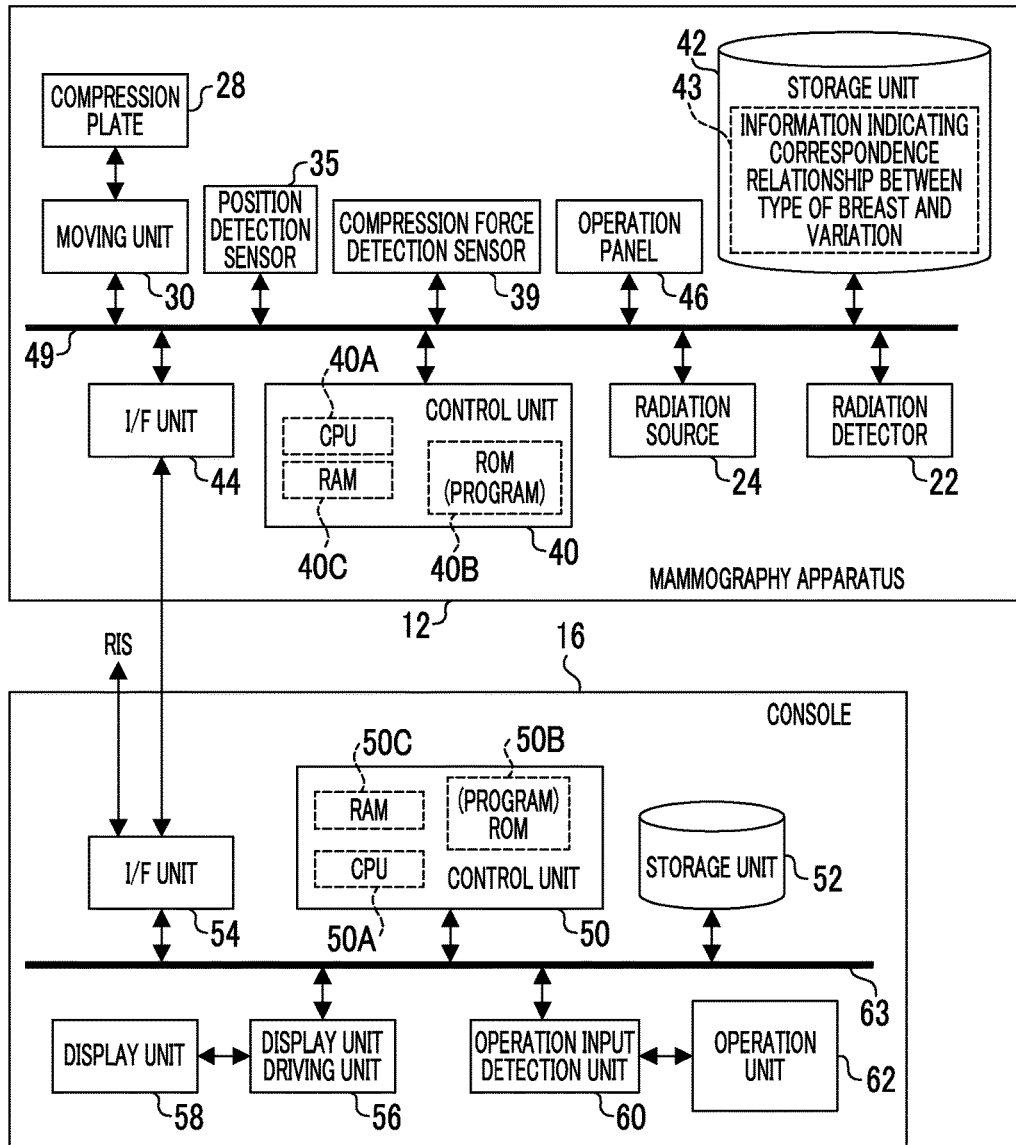 42
STORAGE UNIT
43
INFORMATION INDICATING
CORRESPONDENCE
RELATIONSHIP BETWEEN
TYPE OF BREAST AND
VARIATION
COMPRESSION
PLATE
28
MOVING UNIT
30
35
POSITION
DETECTION
SENSOR
COMPRESSION FORCE
DETECTION SENSOR
39
OPERATION
PANEL
46
49
I/F UNIT
44
40A
CONTROL UNIT
CPU
RAM
ROM
(PROGRAM)
40C
40B
40
RADIATION
SOURCE
24
RADIATION
DETECTOR
22
MAMMOGRAPHY APPARATUS
12
RIS
16
CONSOLE
50C
50B
RAM
(PROGRAM)
ROM
CPU
CONTROL UNIT
50A
50
I/F UNIT
54
STORAGE UNIT
52
63
DISPLAY UNIT
58
DISPLAY UNIT
DRIVING UNIT
56
OPERATION INPUT
DETECTION UNIT
60
OPERATION
UNIT
62